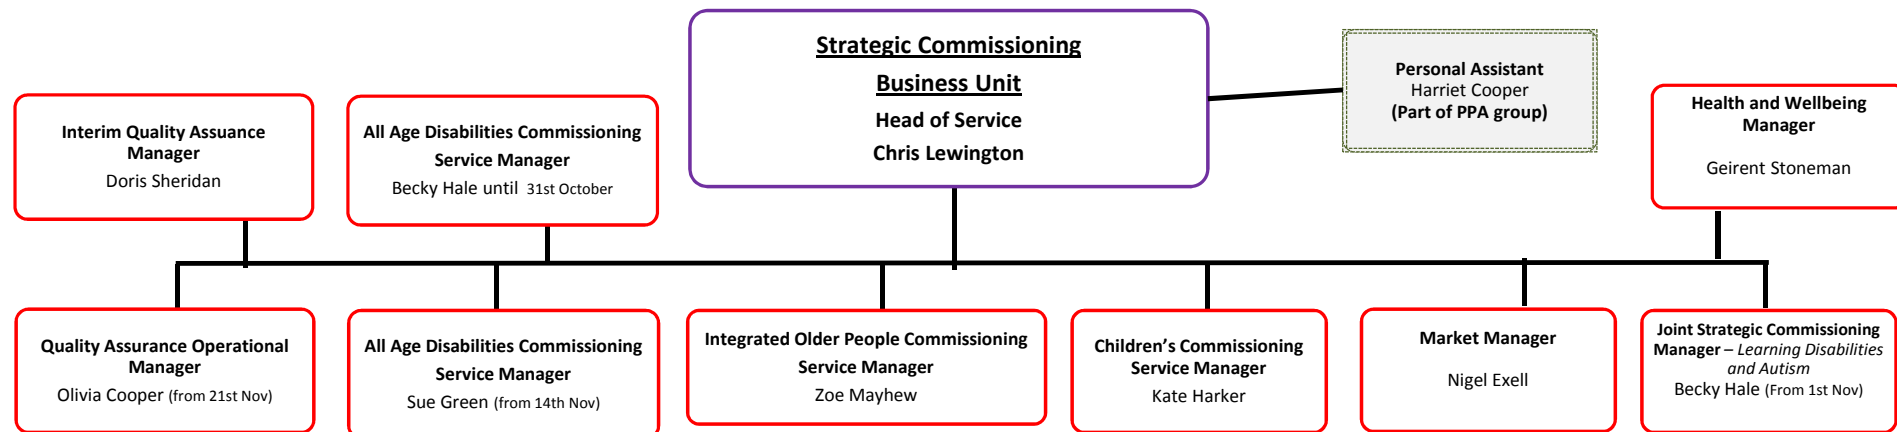 Strategic Commissioning
Business Unit
Head of Service
Chris Lewington
Personal Assistant
Harriet Cooper
(Part of PPA group)
Interim Quality Assuance
Manager
Doris Sheridan
All Age Disabilities Commissioning
Service Manager
Becky Hale until 31st October
Health and Wellbeing
Manager
Geirent Stoneman
Quality Assurance Operational
Manager
Olivia Cooper (from 21st Nov)
All Age Disabilities Commissioning
Service Manager
Sue Green (from 14th Nov)
Integrated Older People Commissioning
Service Manager
Zoe Mayhew
Children’s Commissioning
Service Manager
Kate Harker
Market Manager
Nigel Exell
Joint Strategic Commissioning
Manager – Learning Disabilities
and Autism
Becky Hale (From 1st Nov)